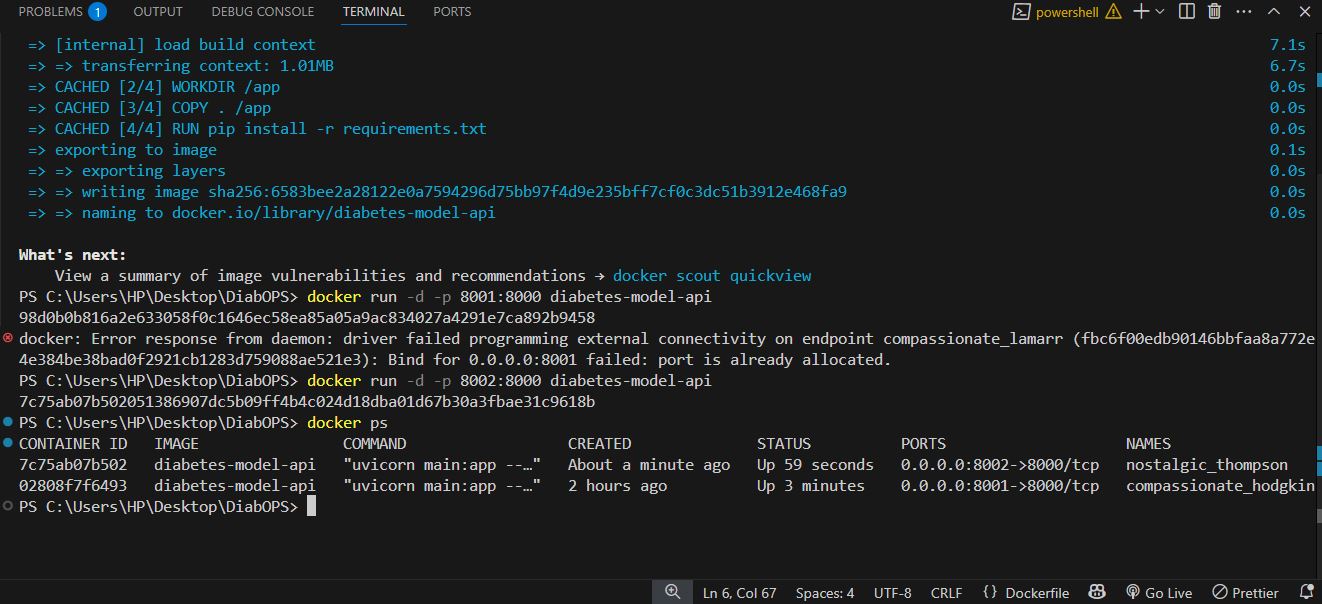 PROBLEMS 1 OUTPUT DEBUG CONSOLE TERMINAL PORTS powershell
=> [internal] load build context 7.1s
=> => transferring context: 1.01MB 6.7s
=> CACHED [2/4] WORKDIR /app 0.0s
=> CACHED [3/4] COPY . /app 0.0s
=> CACHED [4/4] RUN pip install -r requirements.txt 0.0s
=> exporting to image 0.1s
=> => exporting layers 0.0s
=> => writing image sha256:6583bee2a28122e0a7594296d75bb97f4d9e235bff7cf0c3dc51b3912e468fa9 0.0s
=> => naming to docker.io/library/diabetes-model-api 0.0s
What's next:
View a summary of image vulnerabilities and recommendations → docker scout quickview
PS C:\Users\HP\Desktop\DiabOPS> docker run -d -p 8001:8000 diabetes-model-api
98d0b0b816a2e633058f0c1646ec58ea85a05a9ac834027a4291e7ca892b9458
docker: Error response from daemon: driver failed programming external connectivity on endpoint compassionate_lamarr (fbc6f00edb90146bbfaa8a772e
4e384be38bad0f2921cb1283d759088ae521e3): Bind for 0.0.0.0:8001 failed: port is already allocated.
PS C:\Users\HP\Desktop\DiabOPS> docker run -d -p 8002:8000 diabetes-model-api
7c75ab07b502051386907dc5b09ff4b4c024d18dba01d67b30a3fbae31c9618b
PS C:\Users\HP\Desktop\DiabOPS> docker ps
CONTAINER ID IMAGE COMMAND CREATED STATUS PORTS NAMES
7c75ab07b502 diabetes-model-api "uvicorn main:app --…" About a minute ago Up 59 seconds 0.0.0.0:8002->8000/tcp nostalgic_thompson
02808f7f6493 diabetes-model-api "uvicorn main:app --…" 2 hours ago Up 3 minutes 0.0.0.0:8001->8000/tcp compassionate_hodgkin
PS C:\Users\HP\Desktop\DiabOPS>
Ln 6, Col 67 Spaces: 4 UTF-8 CRLF {} Dockerfile Go Live Prettier